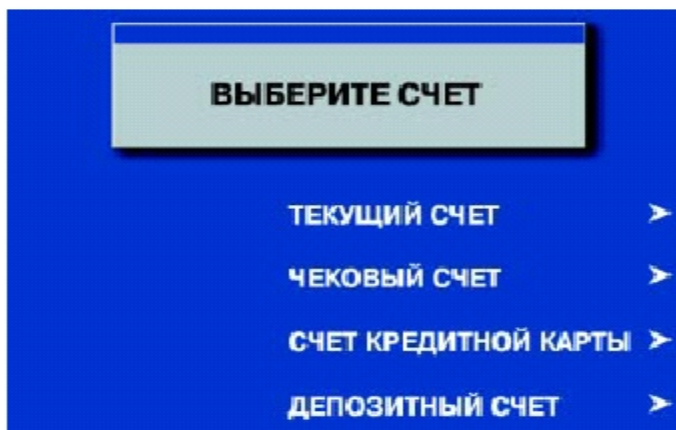 ВЫБЕРИТЕ СЧЕТ
ТЕКУЩИЙ СЧЕТ
ЧЕКОВЫЙ СЧЕТ
СЧЕТ КРЕДИТНОЙ КАРТЫ
ДЕПОЗИТНЫЙ СЧЕТ